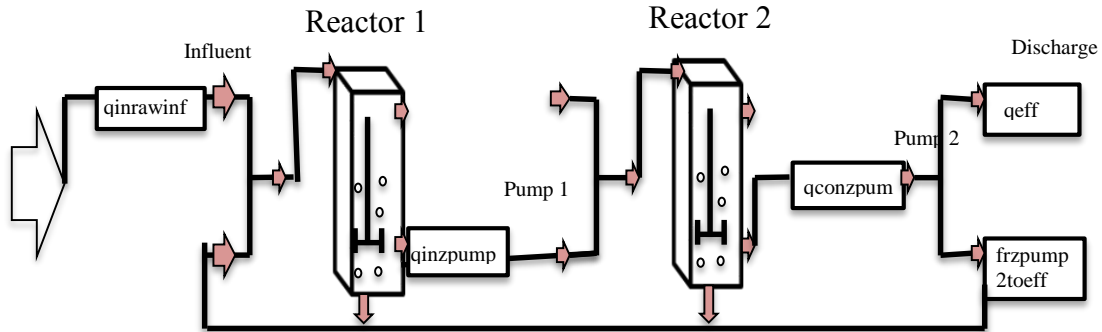 Reactor 1
Reactor 2
Influent
Discharge
qinrawinf
qeff
Pump 2
Pump 1
qconzpum
qinzpump
frzpump
2toeff